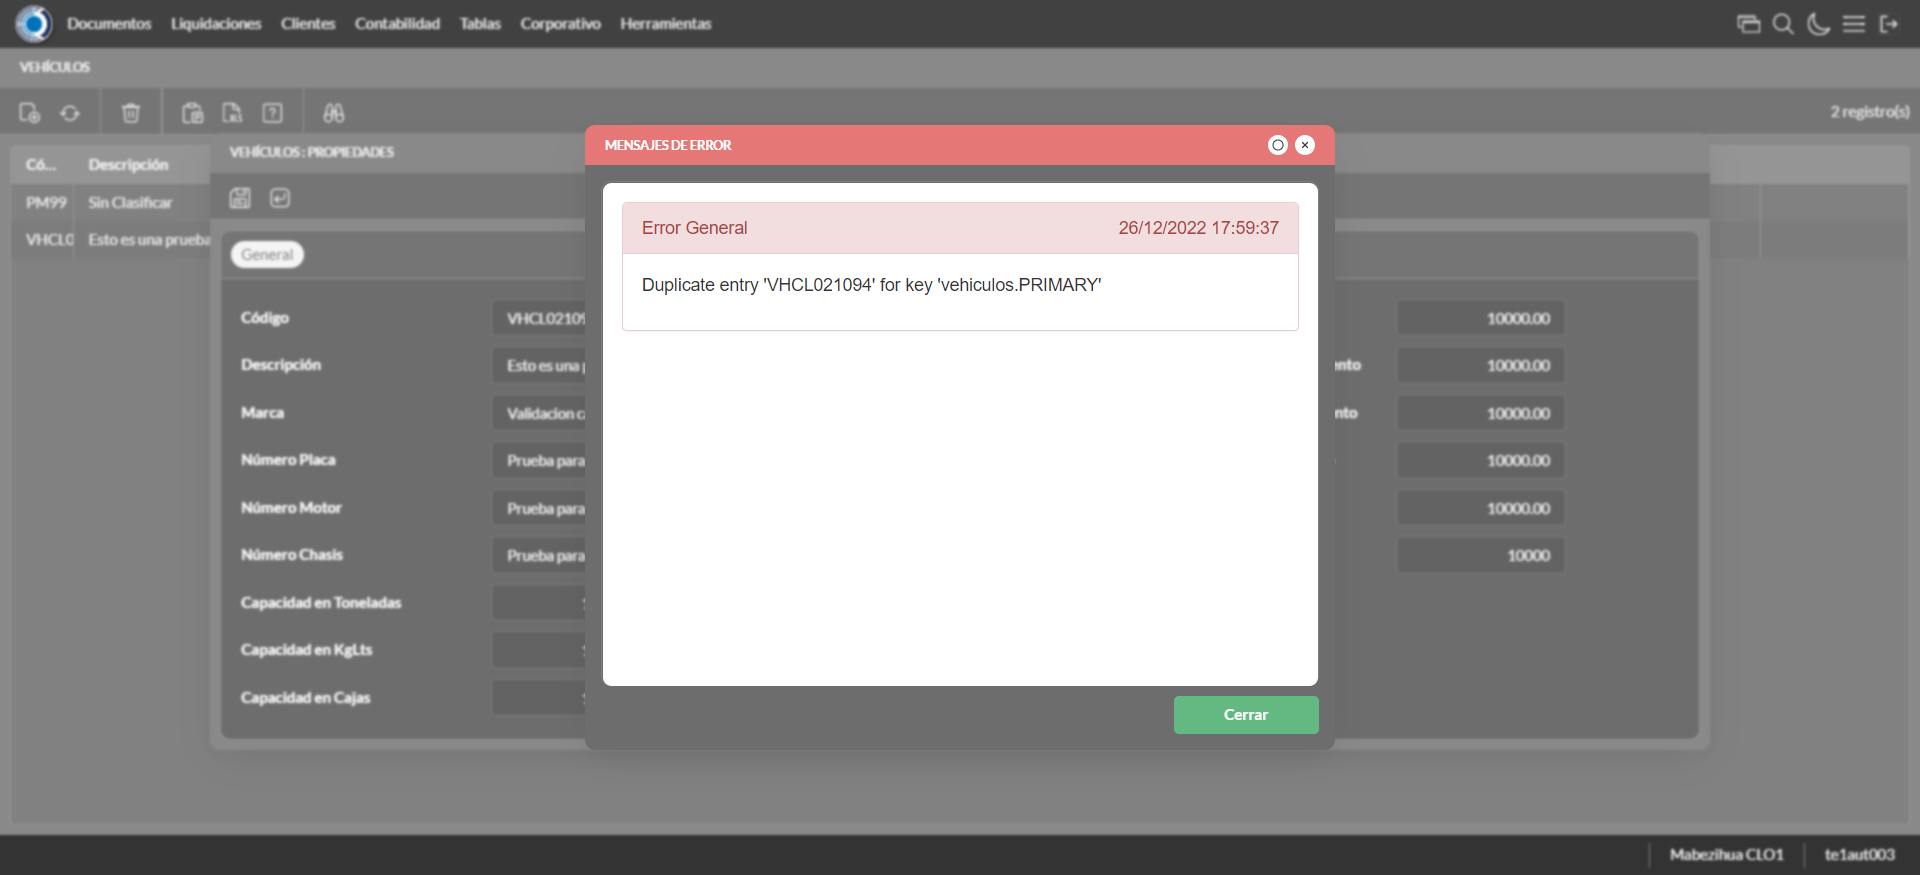 Documentos Liquidaciones Clientes Contabilidad Tablas Corporativo Herramientas
VEHÍCULOS
2 registro(s)
Có... Descripción
PM99 Sin Clasificar
VHCL0 Esto es una prueba
VEHÍCULOS : PROPIEDADES
General
Código VHCL02109
Descripción Esto es una
Marca Validacion
Número Placa Prueba para
Número Motor Prueba para
Número Chasis Prueba para
Capacidad en Toneladas
Capacidad en KgLts
Capacidad en Cajas
MENSAJES DE ERROR
Error General 26/12/2022 17:59:37
Duplicate entry 'VHCL021094' for key 'vehiculos.PRIMARY'
Cerrar
10000.00
ento 10000.00
nto 10000.00
10000.00
10000.00
10000
Mabezihua CLO1 te1aut003